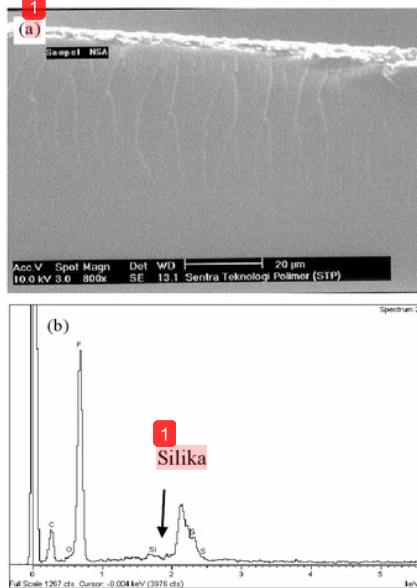 1
(a)
Sampel NSA
Acc.V Spot Magn Det WD 20 µm
10.0 kV 3.0 800x SE 13.1 Sentra Teknologi Polimer (STP)
(b)
Spectrum 2
F
1
Silika
C
O
Si
S
S
0 1 2 3 4 5
Full Scale 1267 cts Cursor: -0.004 keV (3976 cts) keV